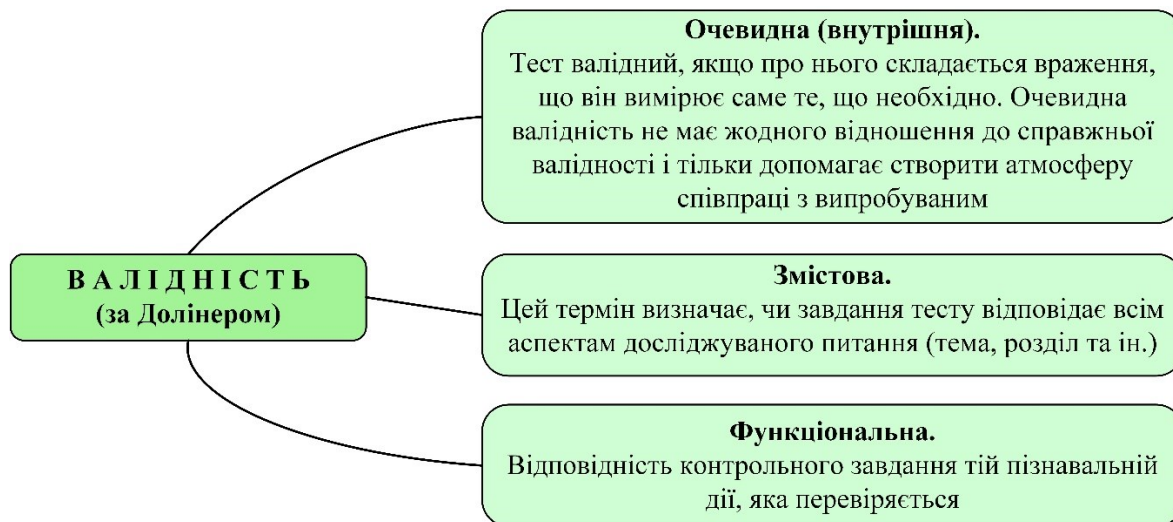 Очевидна (внутрішня).
Тест валідний, якщо про нього складається враження,
що він вимірює саме те, що необхідно. Очевидна
валідність не має жодного відношення до справжньої
валідності і тільки допомагає створити атмосферу
співпраці з випробуваним
В А Л І Д Н І С Т Ь
(за Долінером)
Змістова.
Цей термін визначає, чи завдання тесту відповідає всім
аспектам досліджуваного питання (тема, розділ та ін.)
Функціональна.
Відповідність контрольного завдання тій пізнавальній
дії, яка перевіряється